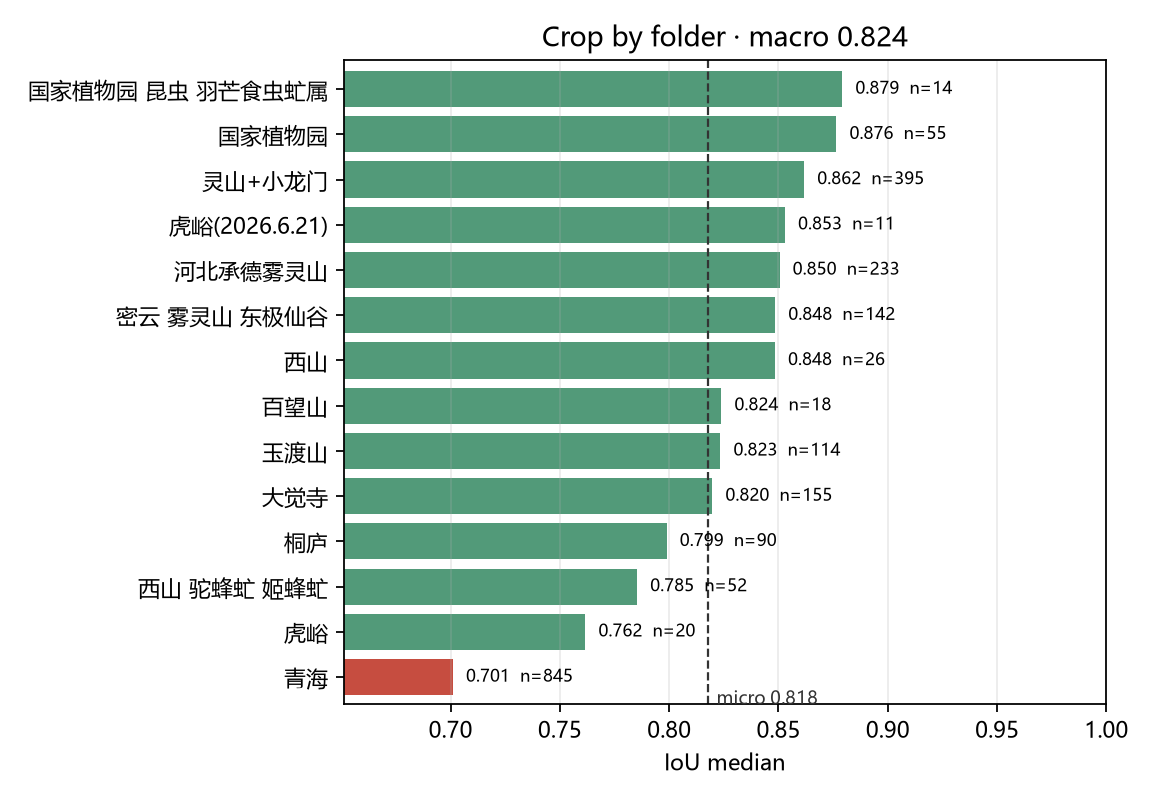 Crop by folder · macro 0.824
国家植物园 昆虫 羽芒食虫虻属 0.879 n=14
国家植物园 0.876 n=55
灵山+小龙门 0.862 n=395
虎峪(2026.6.21) 0.853 n=11
河北承德雾灵山 0.850 n=233
密云 雾灵山 东极仙谷 0.848 n=142
西山 0.848 n=26
百望山 0.824 n=18
玉渡山 0.823 n=114
大觉寺 0.820 n=155
桐庐 0.799 n=90
西山 驼蜂虻 姬蜂虻 0.785 n=52
虎峪 0.762 n=20
青海 0.701 n=845
micro 0.818
0.70 0.75 0.80 0.85 0.90 0.95 1.00
IoU median